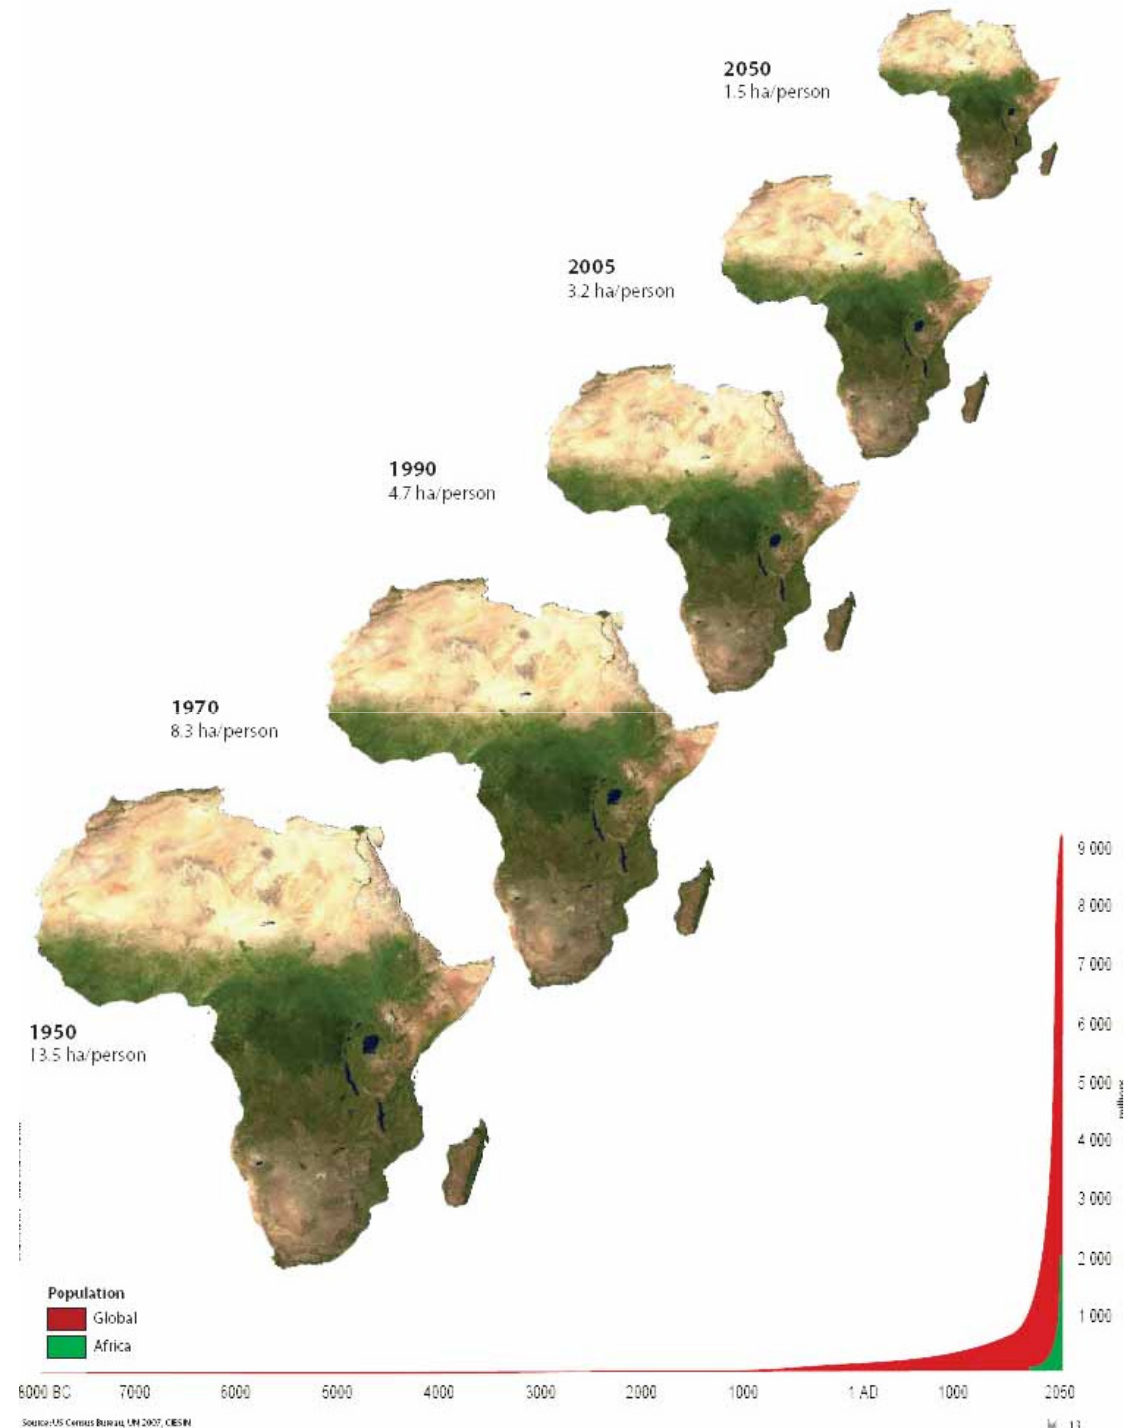 2050
1.5 ha/person
2005
3.2 ha/person
1990
4.7 ha/person
1970
8.3 ha/person
1950
13.5 ha/person
9 000
8 000
7 000
6 000
5 000
4 000
3 000
2 000
1 000
millions
Population
Global
Africa
8000 BC 7000 6000 5000 4000 3000 2000 1000 1 AD 1000 2050
Source: US Census Bureau, UN 2007, CIESIN
13